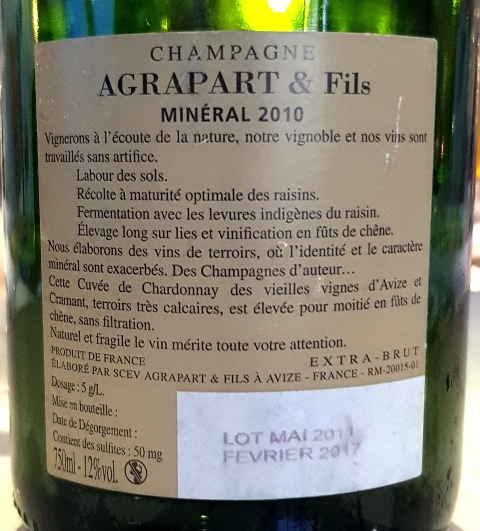 CHAMPAGNE
AGRAPART & Fils
MINÉRAL 2010
Vignerons à l'écoute de la nature, notre vignoble et nos vins sont
travaillés sans artifice.
Labour des sols.
Récolte à maturité optimale des raisins.
Fermentation avec les levures indigènes du raisin.
Élevage long sur lies et vinification en fûts de chêne.
Nous élaborons des vins de terroirs, où l'identité et le caractère
minéral sont exacerbés. Des Champagnes d'auteur...
Cette Cuvée de Chardonnay des vieilles vignes d'Avize et
Cramant, terroirs très calcaires, est élevée pour moitié en fûts de
chêne, sans filtration.
Naturel et fragile le vin mérite toute votre attention.
PRODUIT DE FRANCE EXTRA-BRUT
ÉLABORÉ PAR SCEV AGRAPART & FILS À AVIZE - FRANCE - RM-20015-01
Dosage : 5 g/L.
Mise en bouteille :
Date de Dégorgement :
Contient des sulfites : 50 mg
750ml - 12%vol.
LOT MAI 2011
FEVRIER 2017